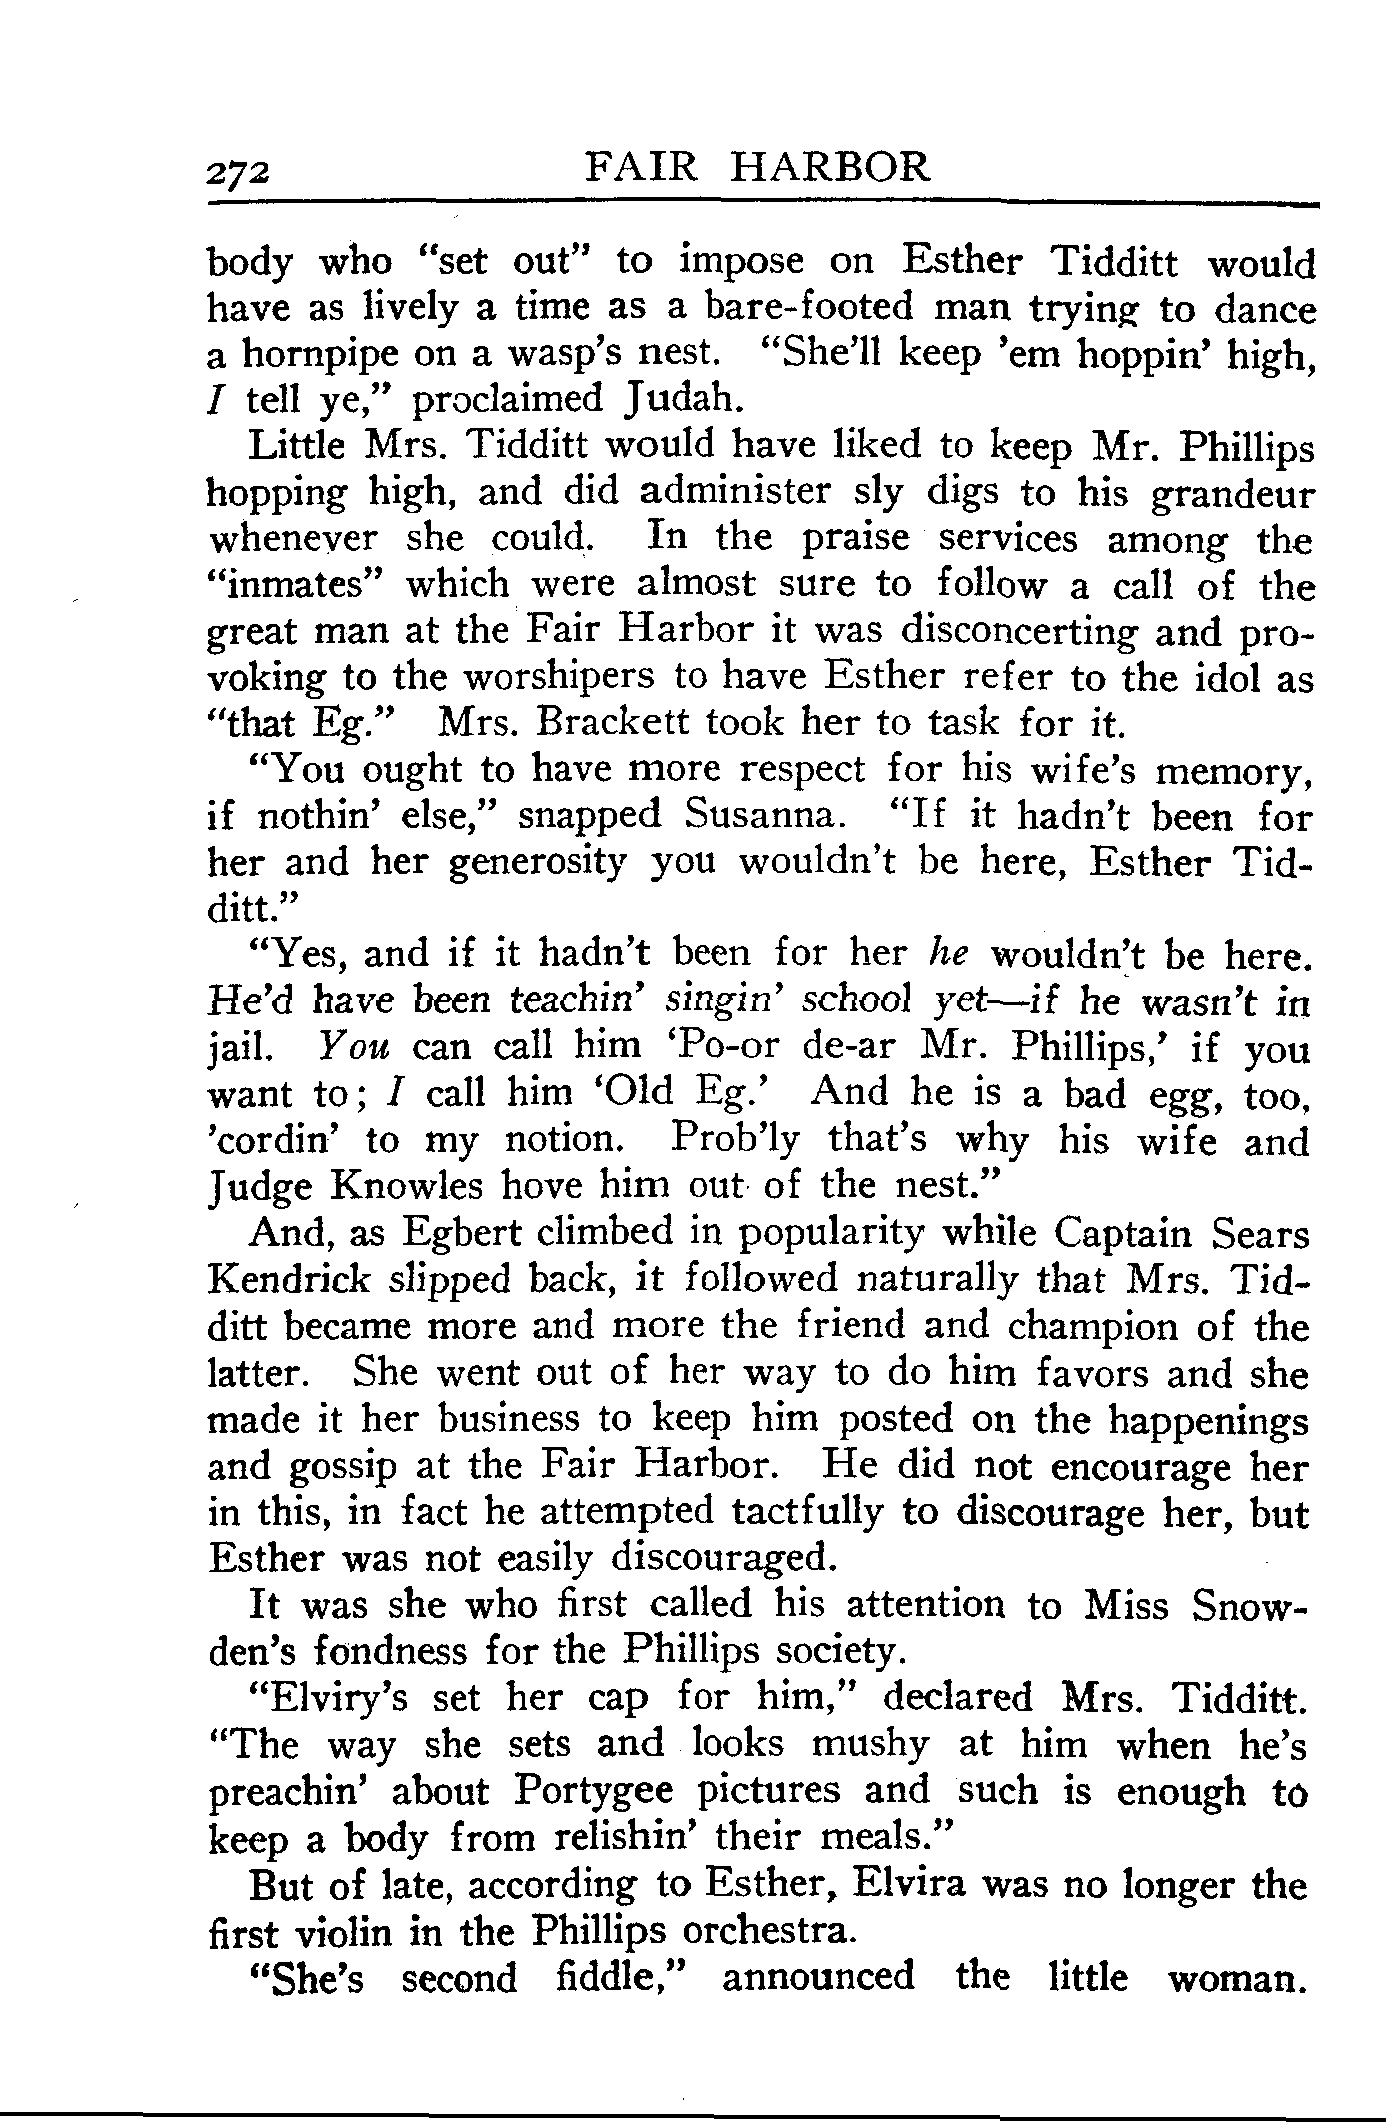 272 FAIR HARBOR
body who “set out” to impose on Esther Tidditt would
have as lively a time as a bare-footed man trying to dance
a hornpipe on a wasp’s nest. “She’ll keep ’em hoppin’ high,
I tell ye,” proclaimed Judah.
Little Mrs. Tidditt would have liked to keep Mr. Phillips
hopping high, and did administer sly digs to his grandeur
whenever she could. In the praise services among the
“inmates” which were almost sure to follow a call of the
great man at the Fair Harbor it was disconcerting and pro-
voking to the worshipers to have Esther refer to the idol as
“that Eg.” Mrs. Brackett took her to task for it.
“You ought to have more respect for his wife’s memory,
if nothin’ else,” snapped Susanna. “If it hadn’t been for
her and her generosity you wouldn’t be here, Esther Tid-
ditt.”
“Yes, and if it hadn’t been for her he wouldn’t be here.
He’d have been teachin’ singin’ school yet—if he wasn’t in
jail. You can call him ‘Po-or de-ar Mr. Phillips,’ if you
want to; I call him ‘Old Eg.’ And he is a bad egg, too,
’cordin’ to my notion. Prob’ly that’s why his wife and
Judge Knowles hove him out of the nest.”
And, as Egbert climbed in popularity while Captain Sears
Kendrick slipped back, it followed naturally that Mrs. Tid-
ditt became more and more the friend and champion of the
latter. She went out of her way to do him favors and she
made it her business to keep him posted on the happenings
and gossip at the Fair Harbor. He did not encourage her
in this, in fact he attempted tactfully to discourage her, but
Esther was not easily discouraged.
It was she who first called his attention to Miss Snow-
den’s fondness for the Phillips society.
“Elviry’s set her cap for him,” declared Mrs. Tidditt.
“The way she sets and looks mushy at him when he’s
preachin’ about Portygee pictures and such is enough to
keep a body from relishin’ their meals.”
But of late, according to Esther, Elvira was no longer the
first violin in the Phillips orchestra.
“She’s second fiddle,” announced the little woman.